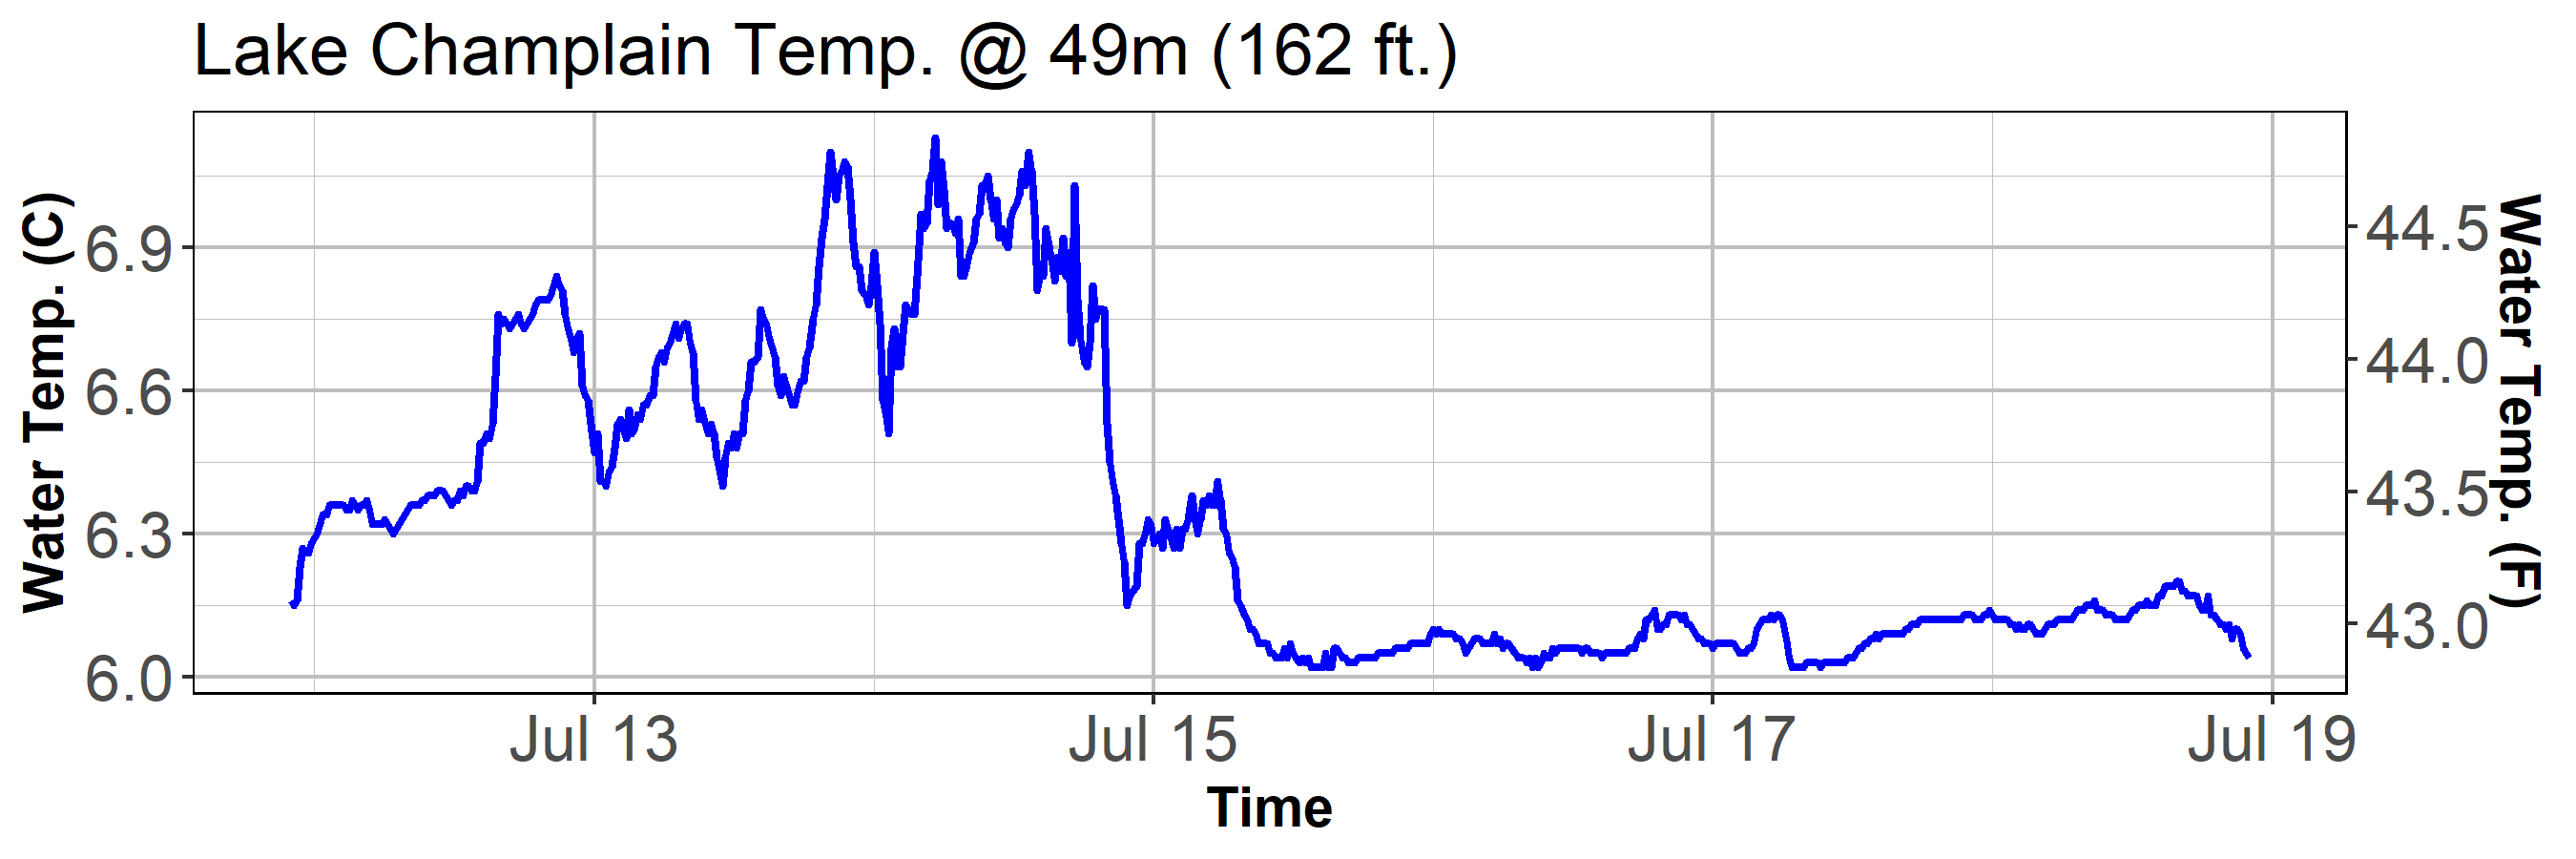 Lake Champlain Temp. @ 49m (162 ft.)
Water Temp. (C)
6.9
6.6
6.3
6.0
44.5
44.0
43.5
43.0
Water Temp. (F)
Jul 13
Jul 15
Jul 17
Jul 19
Time